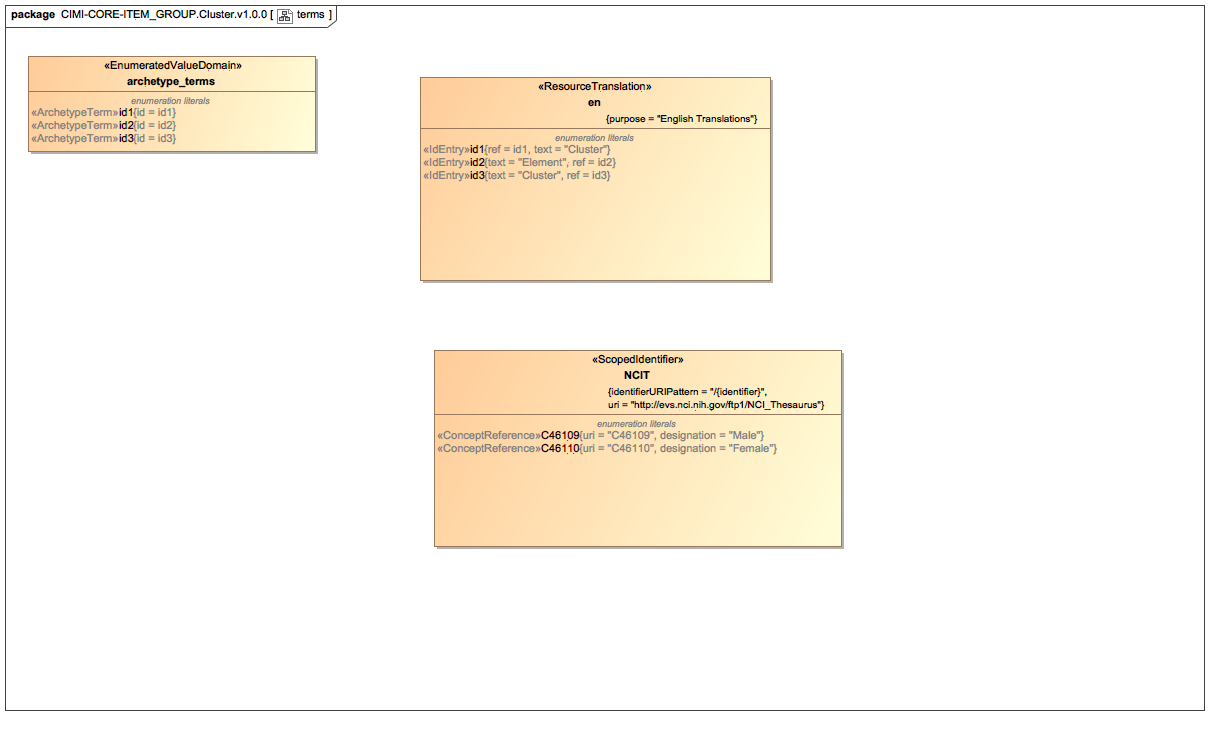 package CIMI-CORE-ITEM_GROUP.Cluster.v1.0.0 [ terms ]
«EnumeratedValueDomain»
archetype_terms
enumeration literals
«ArchetypeTerm»id1{id = id1}
«ArchetypeTerm»id2{id = id2}
«ArchetypeTerm»id3{id = id3}
«ResourceTranslation»
en
{purpose = "English Translations"}
enumeration literals
«IdEntry»id1{ref = id1, text = "Cluster"}
«IdEntry»id2{text = "Element", ref = id2}
«IdEntry»id3{text = "Cluster", ref = id3}
«ScopedIdentifier»
NCIT
{identifierURIPattern = "/{identifier}",
uri = "http://evs.nci.nih.gov/ftp1/NCI_Thesaurus"}
enumeration literals
«ConceptReference»C46109{uri = "C46109", designation = "Male"}
«ConceptReference»C46110{uri = "C46110", designation = "Female"}